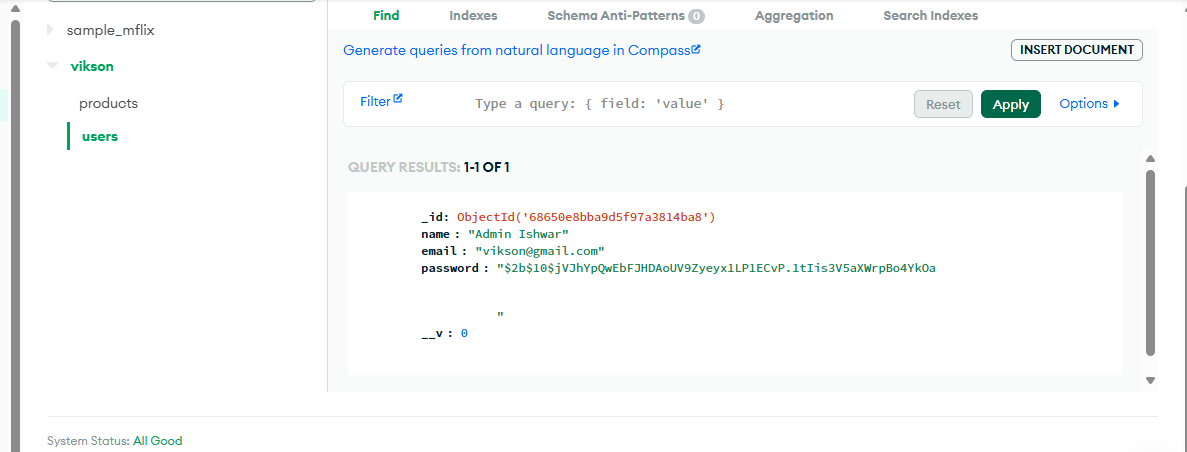 Find Indexes Schema Anti-Patterns 0 Aggregation Search Indexes
sample_mflix
vikson
products
users
Generate queries from natural language in Compass
INSERT DOCUMENT
Filter Type a query: { field: 'value' } Reset Apply Options
QUERY RESULTS: 1-1 OF 1
_id: ObjectId('68650e8bba9d5f97a3814ba8')
name : "Admin Ishwar"
email : "vikson@gmail.com"
password : "$2b$10$jVJhYpQwEbFJHDAoUV9Zyeyx1LP1ECvP.1tIis3V5aXWrpBo4YkOa
"
__v : 0
System Status: All Good